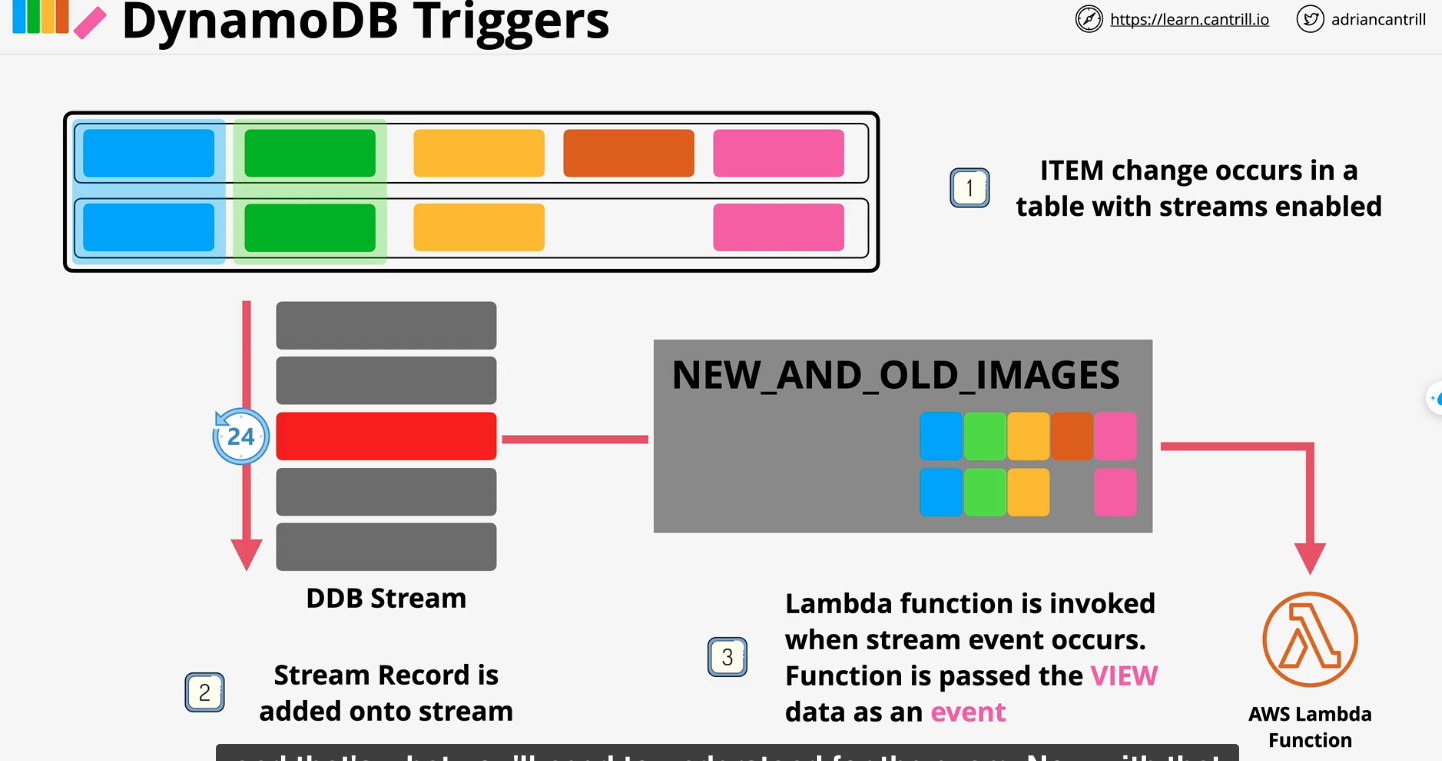 DynamoDB Triggers
https://learn.cantrill.io
adriancantrill
1
ITEM change occurs in a
table with streams enabled
NEW_AND_OLD_IMAGES
24
DDB Stream
2
Stream Record is
added onto stream
3
Lambda function is invoked
when stream event occurs.
Function is passed the VIEW
data as an event
AWS Lambda
Function